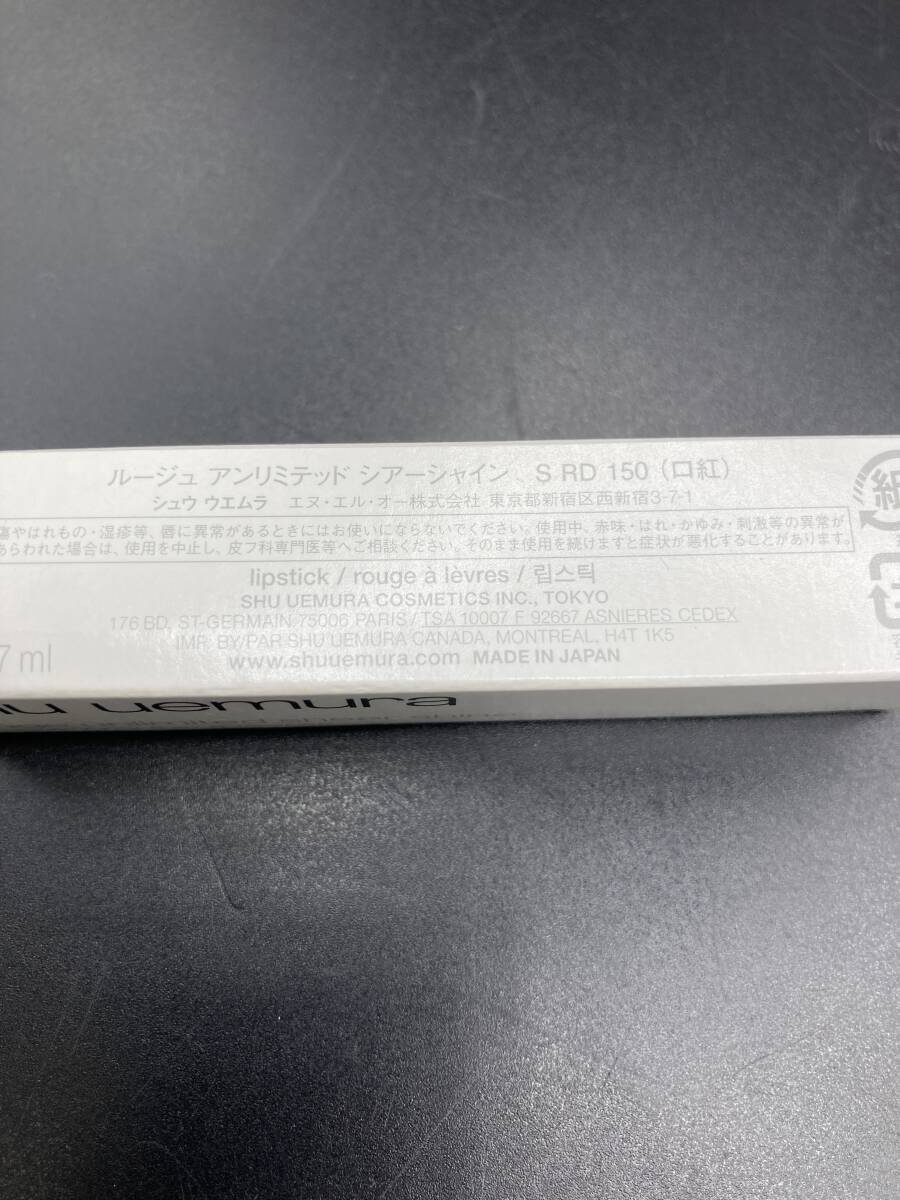 ルージュ アンリミテッド シアーシャイン S RD 150 (口紅)
シュウ ウエムラ エヌ・エル・オー株式会社 東京都新宿区西新宿3-7-1
傷やはれもの・湿疹等、唇に異常があるときにはお使いにならないでください。使用中、赤味・はれ・かゆみ・刺激等の異常が
あらわれた場合は、使用を中止し、皮フ科専門医等へご相談ください。そのまま使用を続けますと症状が悪化することがあります。
lipstick / rouge à lèvres / 립스틱
SHU UEMURA COSMETICS INC., TOKYO
176 BD. ST-GERMAIN 75006 PARIS / TSA 10007 F 92667 ASNIERES CEDEX
IMP. BY/PAR SHU UEMURA CANADA, MONTREAL, H4T 1K5
7 ml
www.shuuemura.com MADE IN JAPAN
紙
uemura